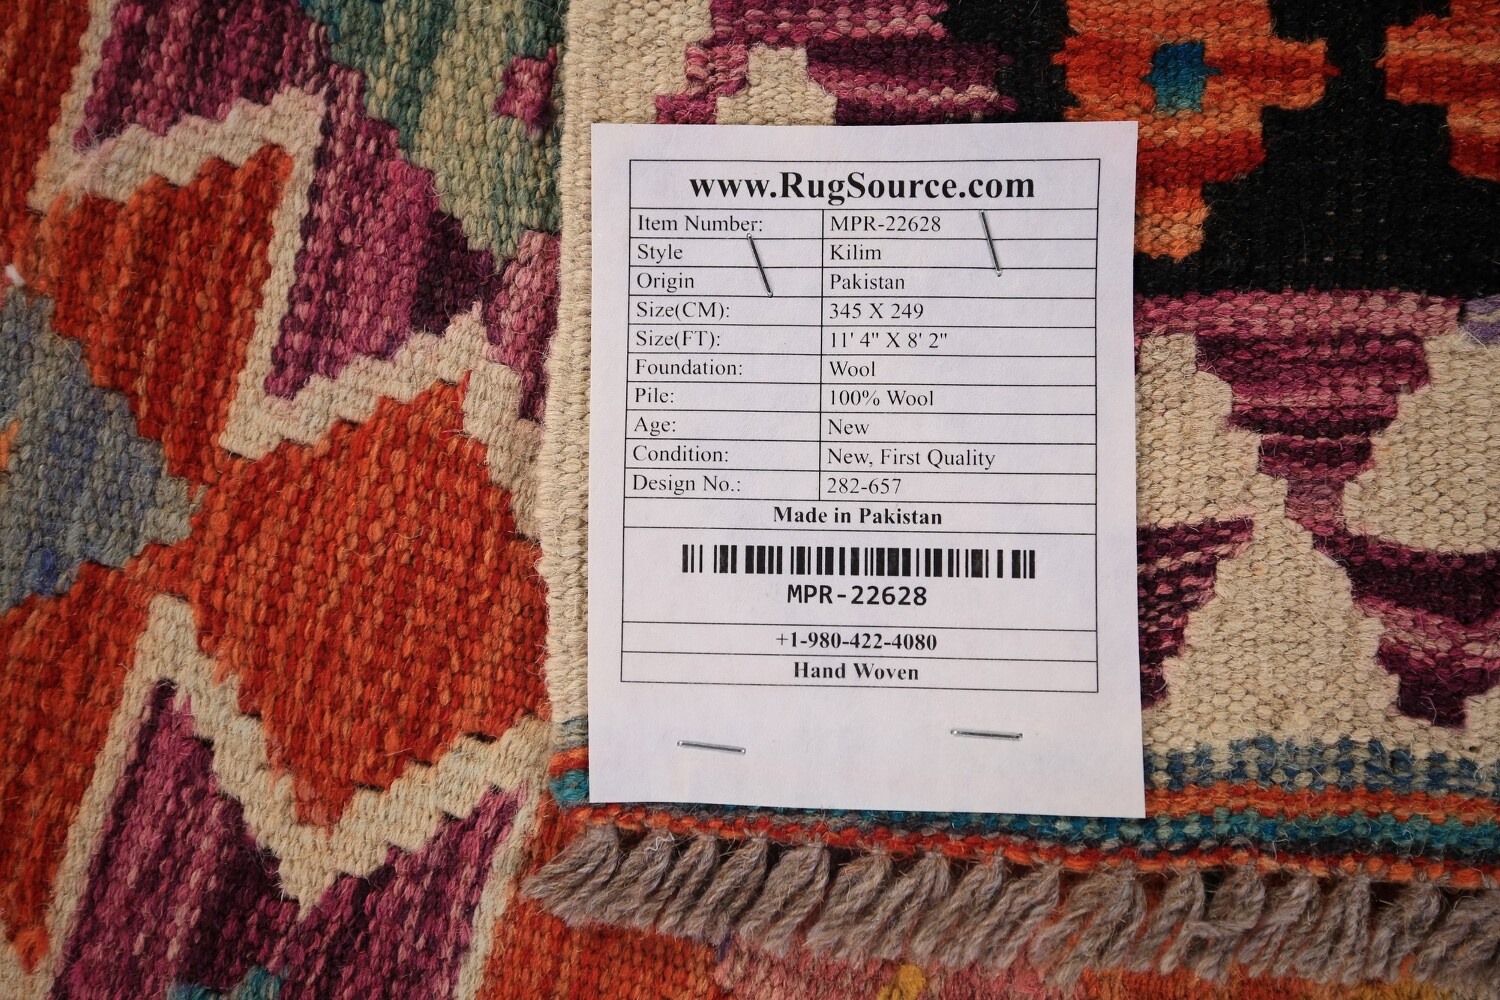 www.RugSource.com
Item Number: MPR-22628
Style Kilim
Origin Pakistan
Size(CM): 345 X 249
Size(FT): 11' 4" X 8' 2"
Foundation: Wool
Pile: 100% Wool
Age: New
Condition: New, First Quality
Design No.: 282-657
Made in Pakistan
MPR-22628
+1-980-422-4080
Hand Woven